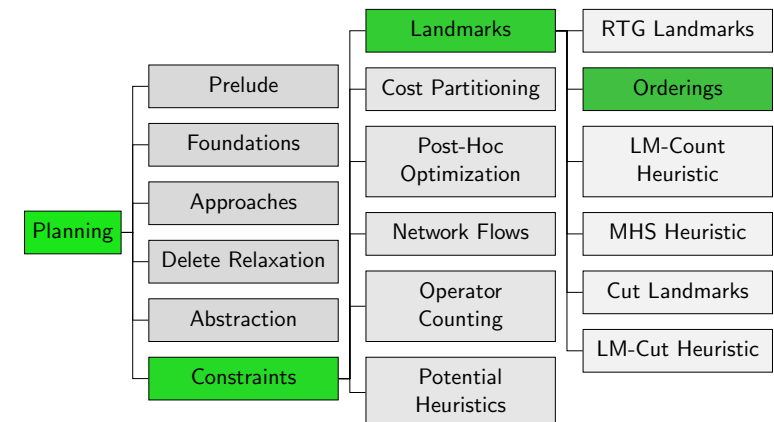 Planning
Prelude
Foundations
Approaches
Delete Relaxation
Abstraction
Constraints
Landmarks
Cost Partitioning
Post-Hoc
Optimization
Network Flows
Operator
Counting
Potential
Heuristics
RTG Landmarks
Orderings
LM-Count
Heuristic
MHS Heuristic
Cut Landmarks
LM-Cut Heuristic